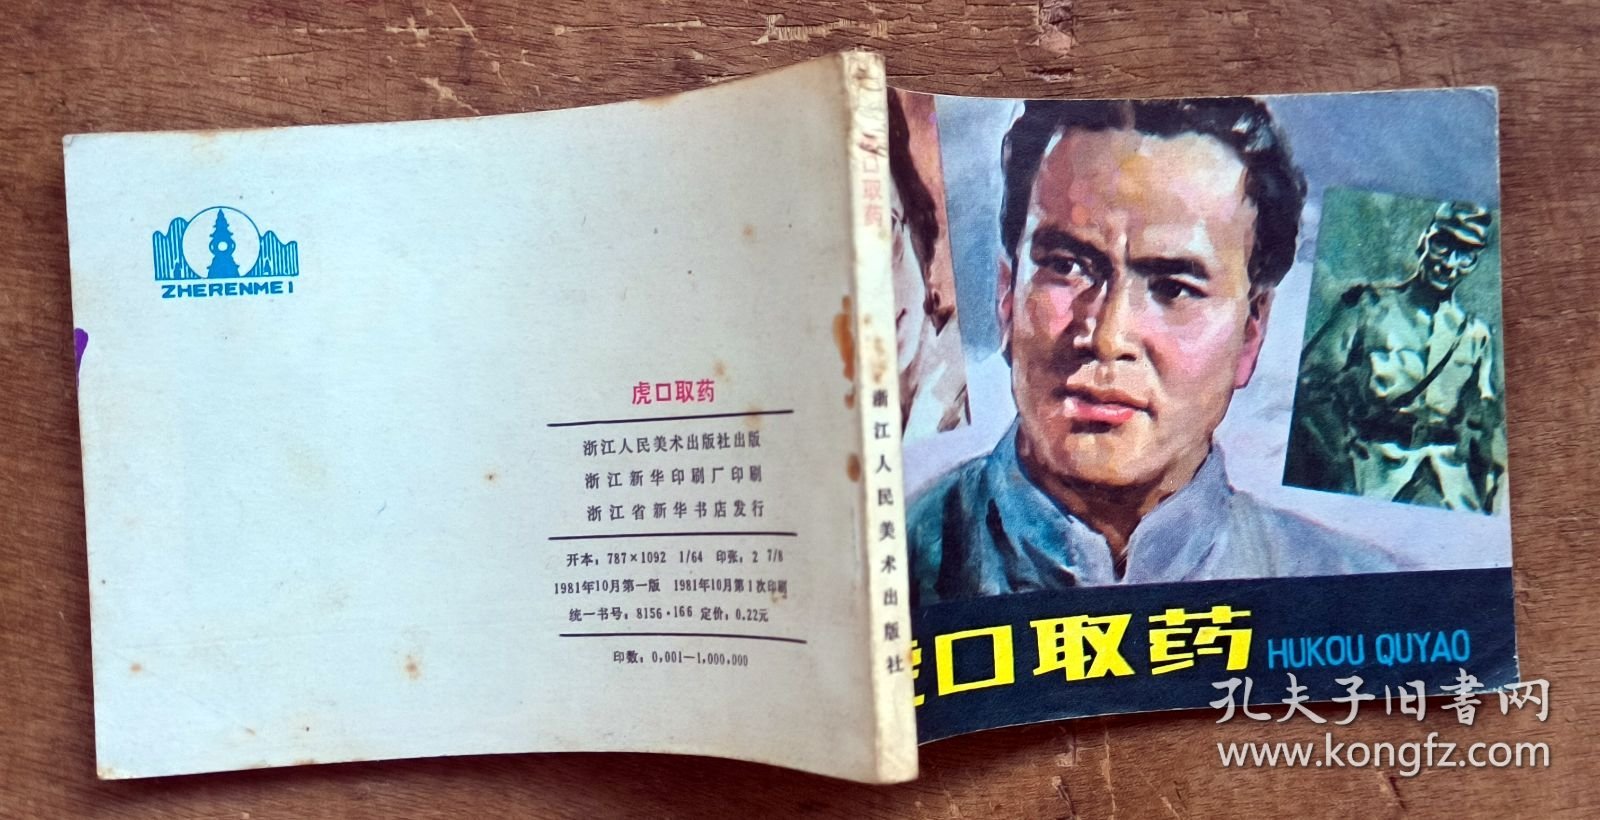 ZHERENMEI
虎口取药
浙江人民美术出版社出版
浙江新华印刷厂印刷
浙江省新华书店发行
开本：787×1092 1/64 印张：2 7/8
1981年10月第一版 1981年10月第1次印刷
统一书号：8156·166 定价：0.22元
印数：0,001—1,000,000
虎口取药
浙江人民美术出版社
虎口取药 HUKOU QUYAO
孔夫子旧書网
www.kongfz.com